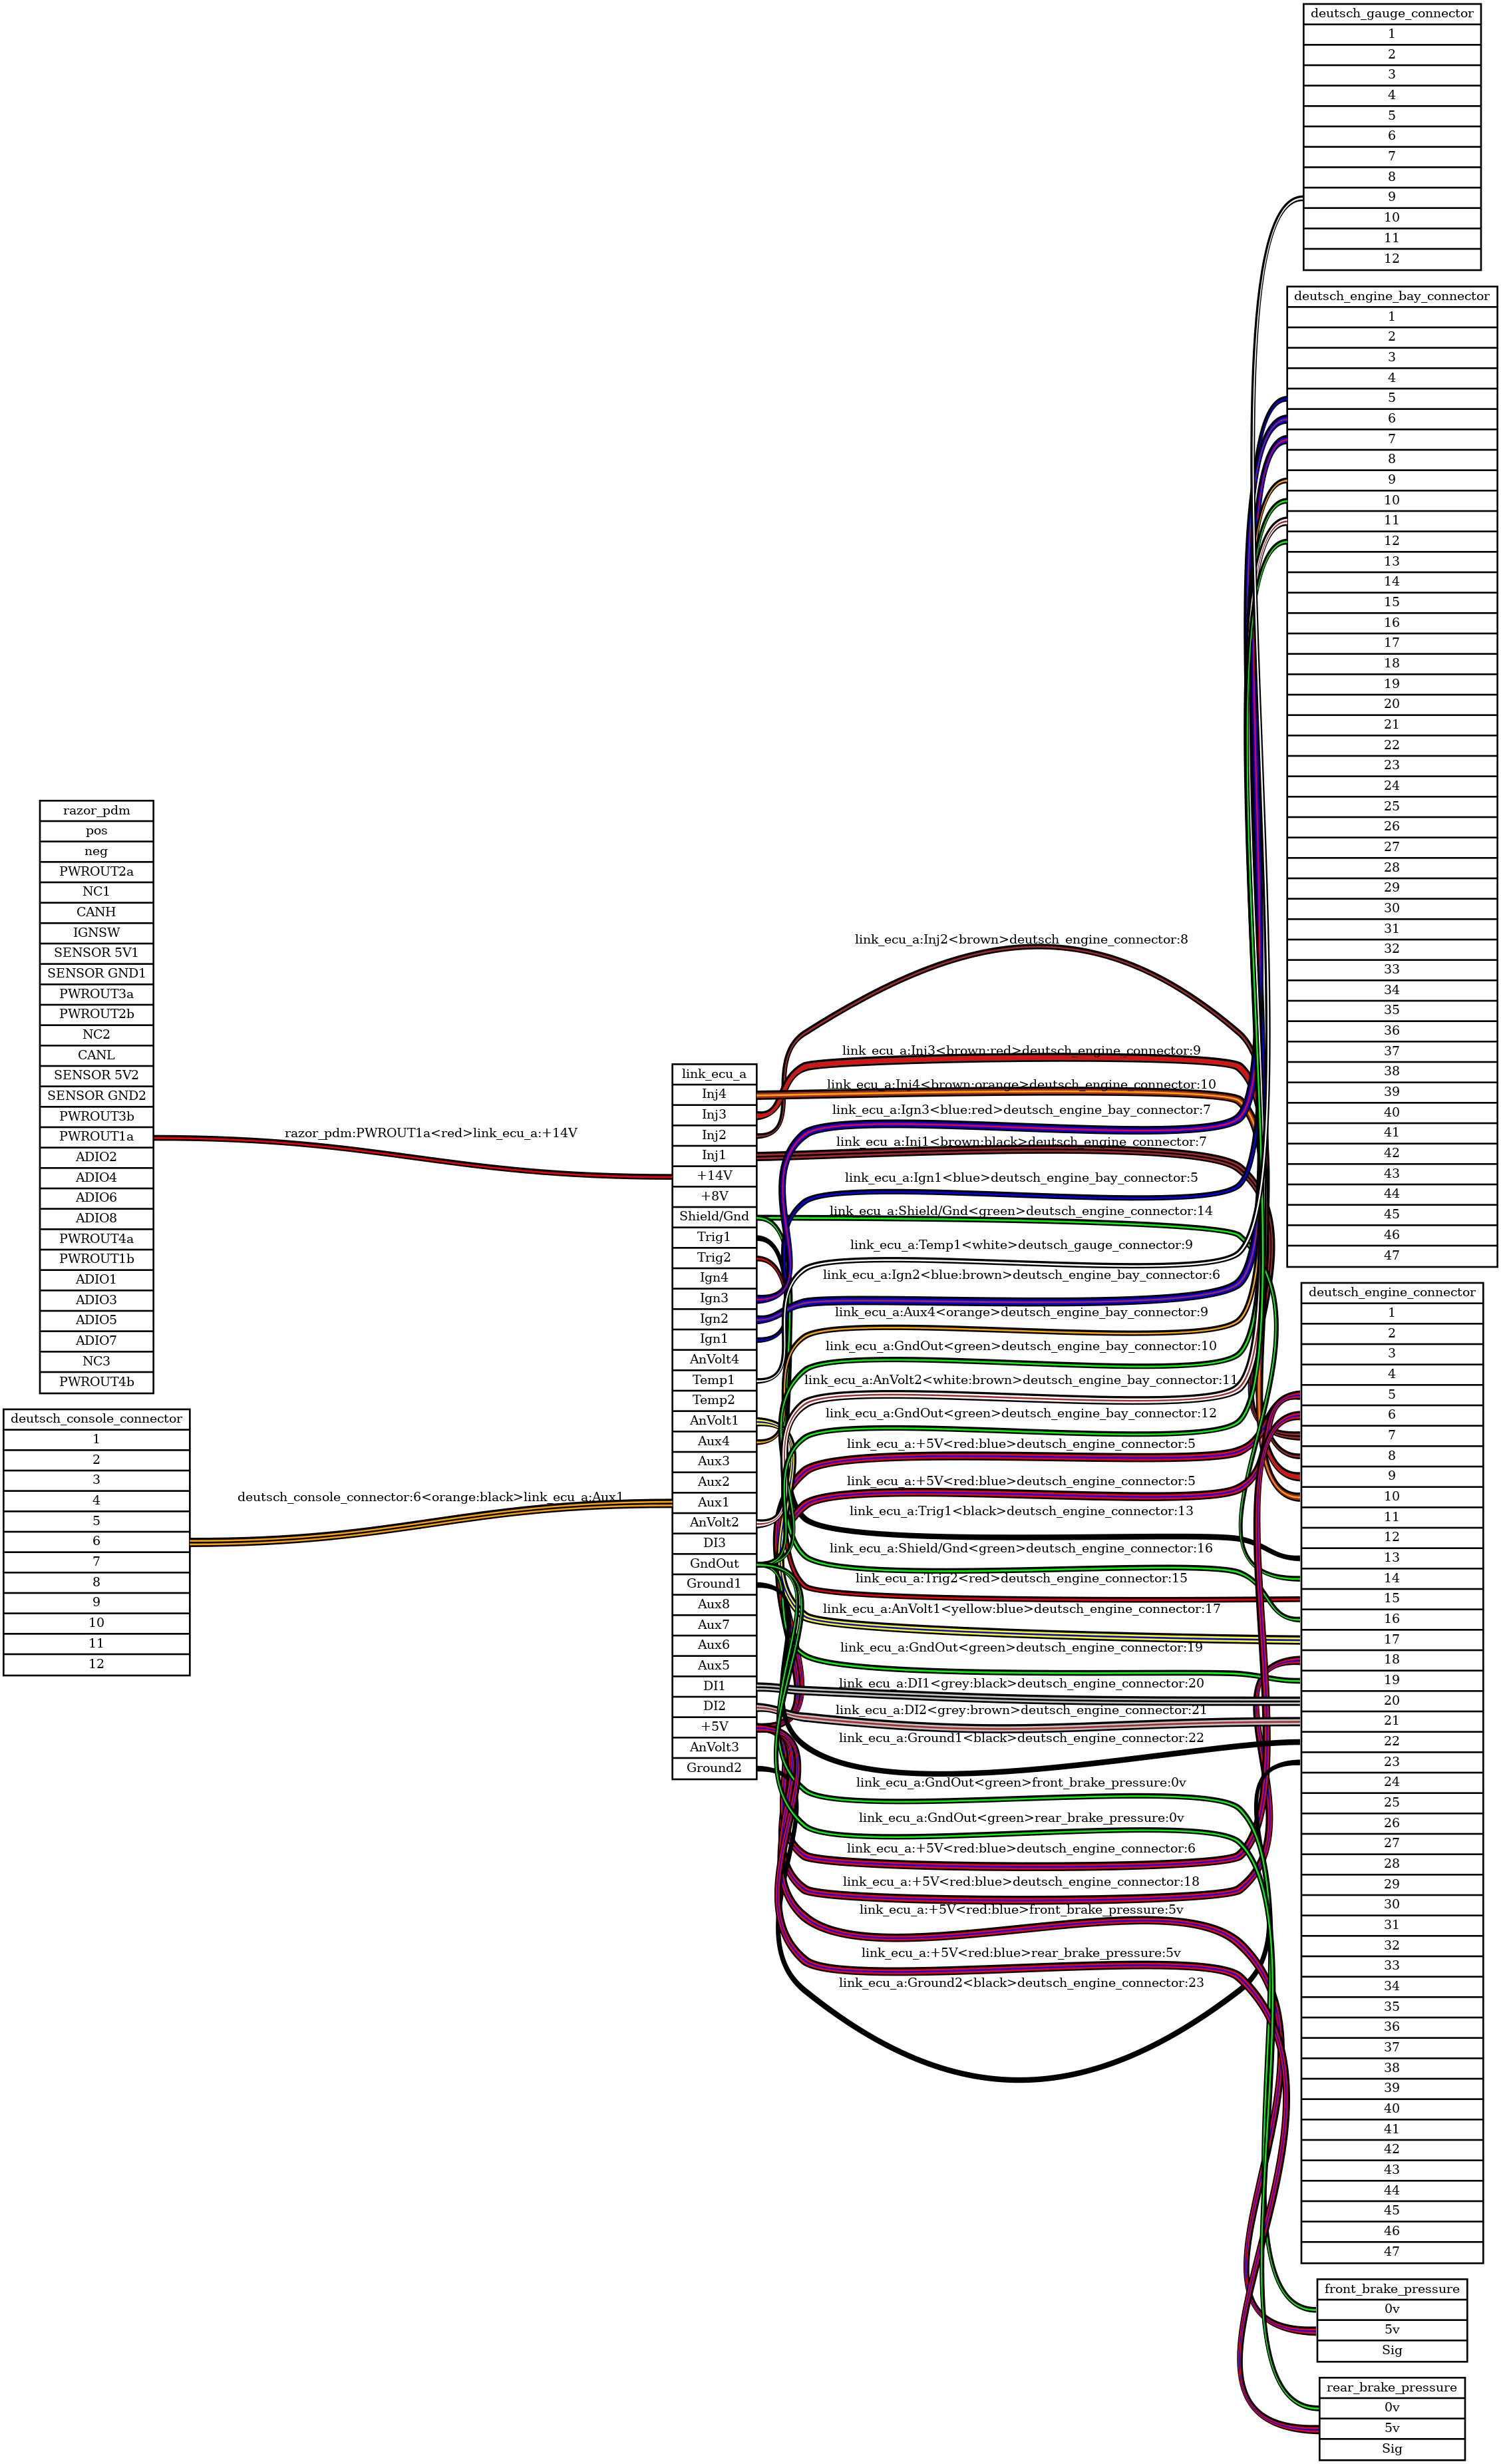 deutsch_gauge_connector
1
2
3
4
5
6
7
8
9
10
11
12
deutsch_engine_bay_connector
1
2
3
4
5
6
7
8
9
10
11
12
13
14
15
16
17
18
19
20
21
22
23
24
25
26
27
28
29
30
31
32
33
34
35
36
37
38
39
40
41
42
43
44
45
46
47
razor_pdm
pos
neg
PWROUT2a
NC1
CANH
IGNSW
SENSOR 5V1
SENSOR GND1
PWROUT3a
PWROUT2b
NC2
CANL
SENSOR 5V2
SENSOR GND2
PWROUT3b
PWROUT1a
ADIO2
ADIO4
ADIO6
ADIO8
PWROUT4a
PWROUT1b
ADIO1
ADIO3
ADIO5
ADIO7
NC3
PWROUT4b
deutsch_console_connector
1
2
3
4
5
6
7
8
9
10
11
12
razor_pdm:PWROUT1a<red>link_ecu_a:+14V
deutsch_console_connector:6<orange:black>link_ecu_a:Aux1
link_ecu_a
Inj4
Inj3
Inj2
Inj1
+14V
+8V
Shield/Gnd
Trig1
Trig2
Ign4
Ign3
Ign2
Ign1
AnVolt4
Temp1
Temp2
AnVolt1
Aux4
Aux3
Aux2
Aux1
AnVolt2
DI3
GndOut
Ground1
Aux8
Aux7
Aux6
Aux5
DI1
DI2
+5V
AnVolt3
Ground2
link_ecu_a:Inj2<brown>deutsch_engine_connector:8
link_ecu_a:Inj3<brown:red>deutsch_engine_connector:9
link_ecu_a:Inj4<brown:orange>deutsch_engine_connector:10
link_ecu_a:Ign3<blue:red>deutsch_engine_bay_connector:7
link_ecu_a:Inj1<brown:black>deutsch_engine_connector:7
link_ecu_a:Ign1<blue>deutsch_engine_bay_connector:5
link_ecu_a:Shield/Gnd<green>deutsch_engine_connector:14
link_ecu_a:Temp1<white>deutsch_gauge_connector:9
link_ecu_a:Ign2<blue:brown>deutsch_engine_bay_connector:6
link_ecu_a:Aux4<orange>deutsch_engine_bay_connector:9
link_ecu_a:GndOut<green>deutsch_engine_bay_connector:10
link_ecu_a:AnVolt2<white:brown>deutsch_engine_bay_connector:11
link_ecu_a:GndOut<green>deutsch_engine_bay_connector:12
link_ecu_a:+5V<red:blue>deutsch_engine_connector:5
link_ecu_a:+5V<red:blue>deutsch_engine_connector:5
link_ecu_a:Trig1<black>deutsch_engine_connector:13
link_ecu_a:Shield/Gnd<green>deutsch_engine_connector:16
link_ecu_a:Trig2<red>deutsch_engine_connector:15
link_ecu_a:AnVolt1<yellow:blue>deutsch_engine_connector:17
link_ecu_a:GndOut<green>deutsch_engine_connector:19
link_ecu_a:DI1<grey:black>deutsch_engine_connector:20
link_ecu_a:DI2<grey:brown>deutsch_engine_connector:21
link_ecu_a:Ground1<black>deutsch_engine_connector:22
link_ecu_a:GndOut<green>front_brake_pressure:0v
link_ecu_a:GndOut<green>rear_brake_pressure:0v
link_ecu_a:+5V<red:blue>deutsch_engine_connector:6
link_ecu_a:+5V<red:blue>deutsch_engine_connector:18
link_ecu_a:+5V<red:blue>front_brake_pressure:5v
link_ecu_a:+5V<red:blue>rear_brake_pressure:5v
link_ecu_a:Ground2<black>deutsch_engine_connector:23
deutsch_engine_connector
1
2
3
4
5
6
7
8
9
10
11
12
13
14
15
16
17
18
19
20
21
22
23
24
25
26
27
28
29
30
31
32
33
34
35
36
37
38
39
40
41
42
43
44
45
46
47
front_brake_pressure
0v
5v
Sig
rear_brake_pressure
0v
5v
Sig